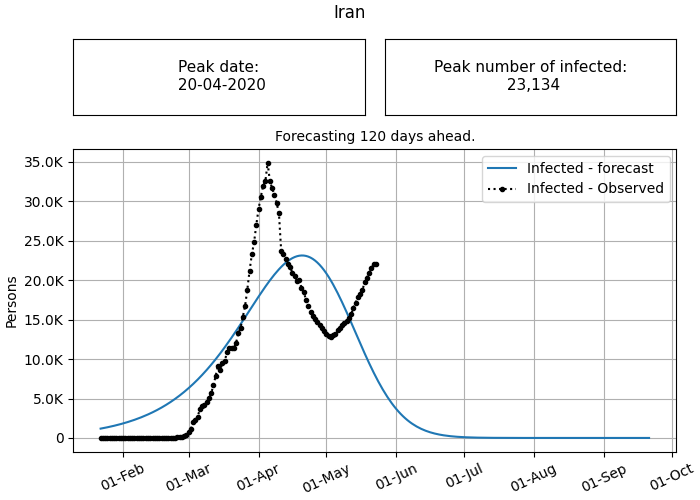 Iran
Peak date:
20-04-2020
Peak number of infected:
23,134
Forecasting 120 days ahead.
Infected - forecast
Infected - Observed
Persons
35.0K
30.0K
25.0K
20.0K
15.0K
10.0K
5.0K
0
01-Feb
01-Mar
01-Apr
01-May
01-Jun
01-Jul
01-Aug
01-Sep
01-Oct